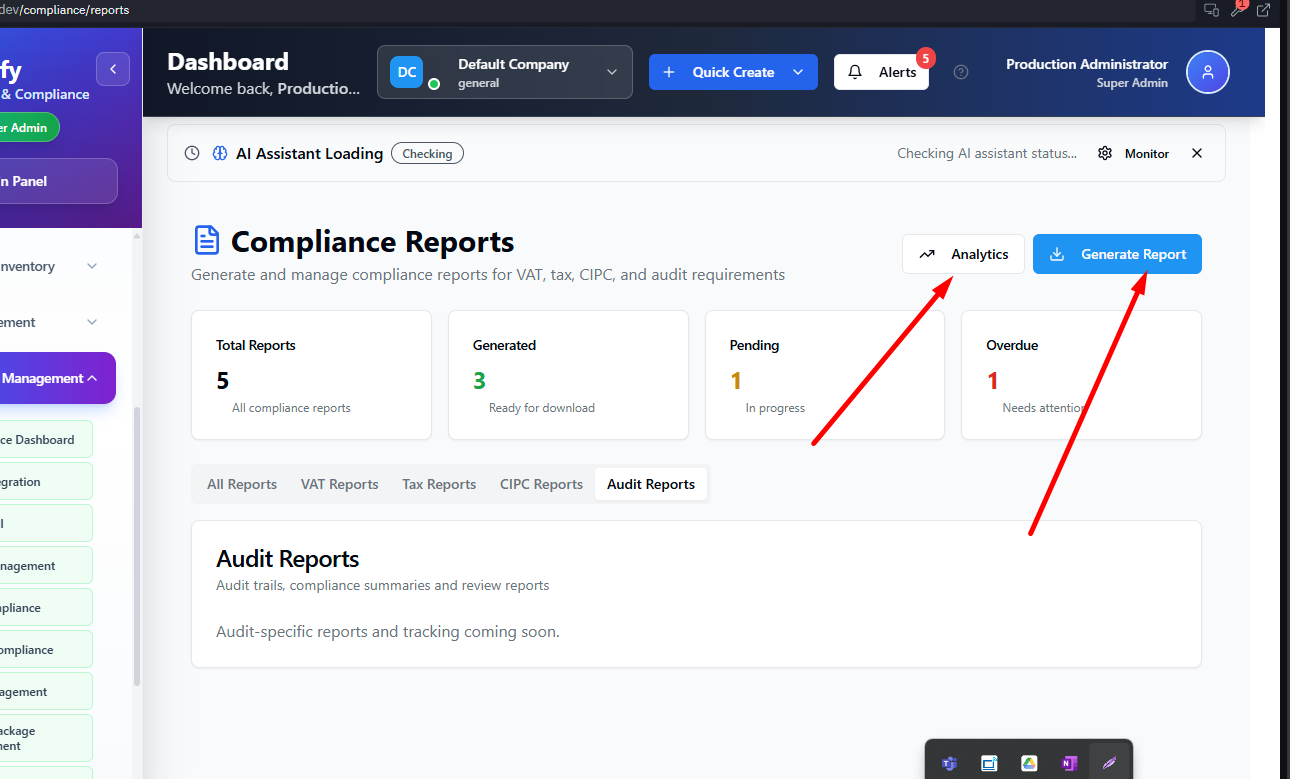 dev/compliance/reports
1
fy
& Compliance
er Admin
n Panel
nventory
ement
Management
ce Dashboard
gration
l
nagement
pliance
ompliance
agement
ackage
ent
Dashboard
Welcome back, Productio...
DC
Default Company
general
Quick Create
Alerts
5
Production Administrator
Super Admin
AI Assistant Loading
Checking
Checking AI assistant status...
Monitor
Compliance Reports
Generate and manage compliance reports for VAT, tax, CIPC, and audit requirements
Analytics
Generate Report
Total Reports
5
All compliance reports
Generated
3
Ready for download
Pending
1
In progress
Overdue
1
Needs attention
All Reports
VAT Reports
Tax Reports
CIPC Reports
Audit Reports
Audit Reports
Audit trails, compliance summaries and review reports
Audit-specific reports and tracking coming soon.